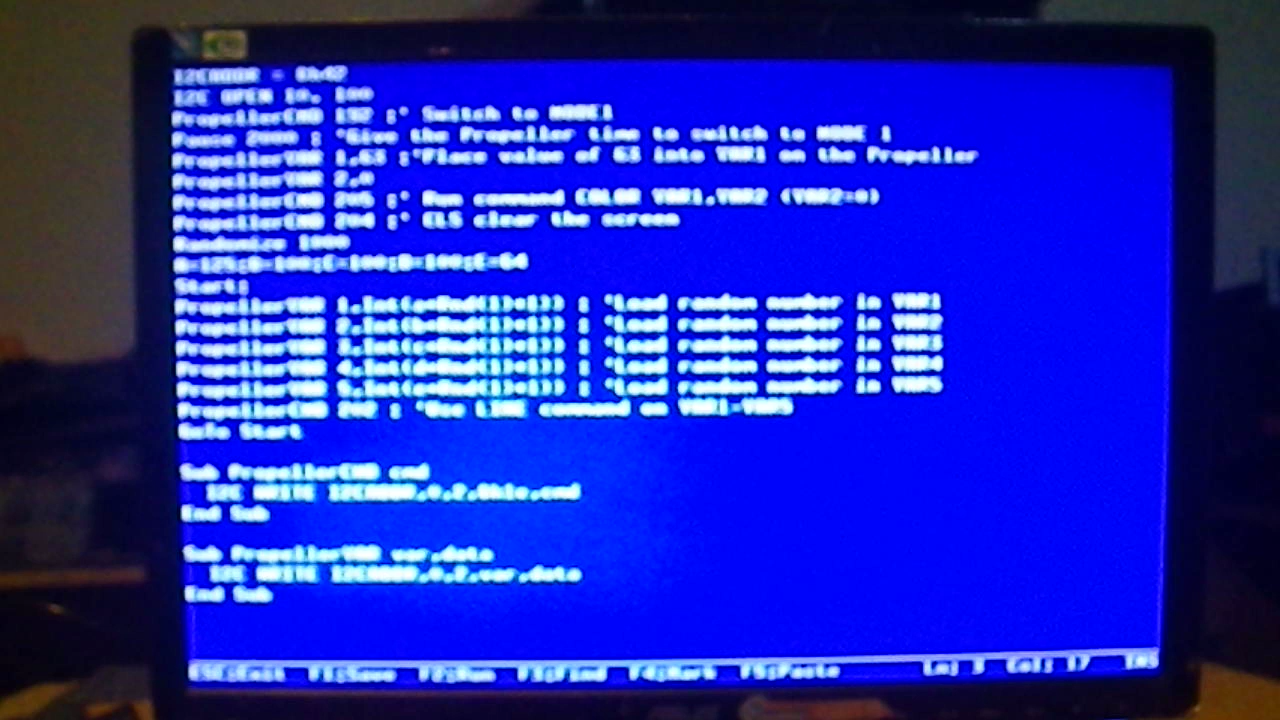 I2CADDR = &h42
I2C OPEN 10, 100
PropellerCMD 192 :' Switch to MODE1
Pause 2000 : 'Give the Propeller time to switch to MODE 1
PropellerVAR 1,63 :'Place value of 63 into VAR1 on the Propeller
PropellerVAR 2,0
PropellerCMD 205 :' Run command COLOR VAR1,VAR2 (VAR2=0)
PropellerCMD 204 :' CLS clear the screen
Randomize 1000
A=125:B=100:C=100:D=100:E=64
Start:
PropellerVAR 1,Int(a*Rnd(1)+1)) : 'Load random number in VAR1
PropellerVAR 2,Int(b*Rnd(1)+1)) : 'Load random number in VAR2
PropellerVAR 3,Int(c*Rnd(1)+1)) : 'Load random number in VAR3
PropellerVAR 4,Int(d*Rnd(1)+1)) : 'Load random number in VAR4
PropellerVAR 5,Int(e*Rnd(1)+1)) : 'Load random number in VAR5
PropellerCMD 202 : 'Use LINE command on VAR1-VAR5
GoTo Start
Sub PropellerCMD cmd
I2C WRITE I2CADDR,0,2,&h1c,cmd
End Sub
Sub PropellerVAR var,data
I2C WRITE I2CADDR,0,2,var,data
End Sub
ESC:Exit F1:Save F2:Run F3:Find F4:Mark F5:Paste Ln: 3 Col: 17 INS